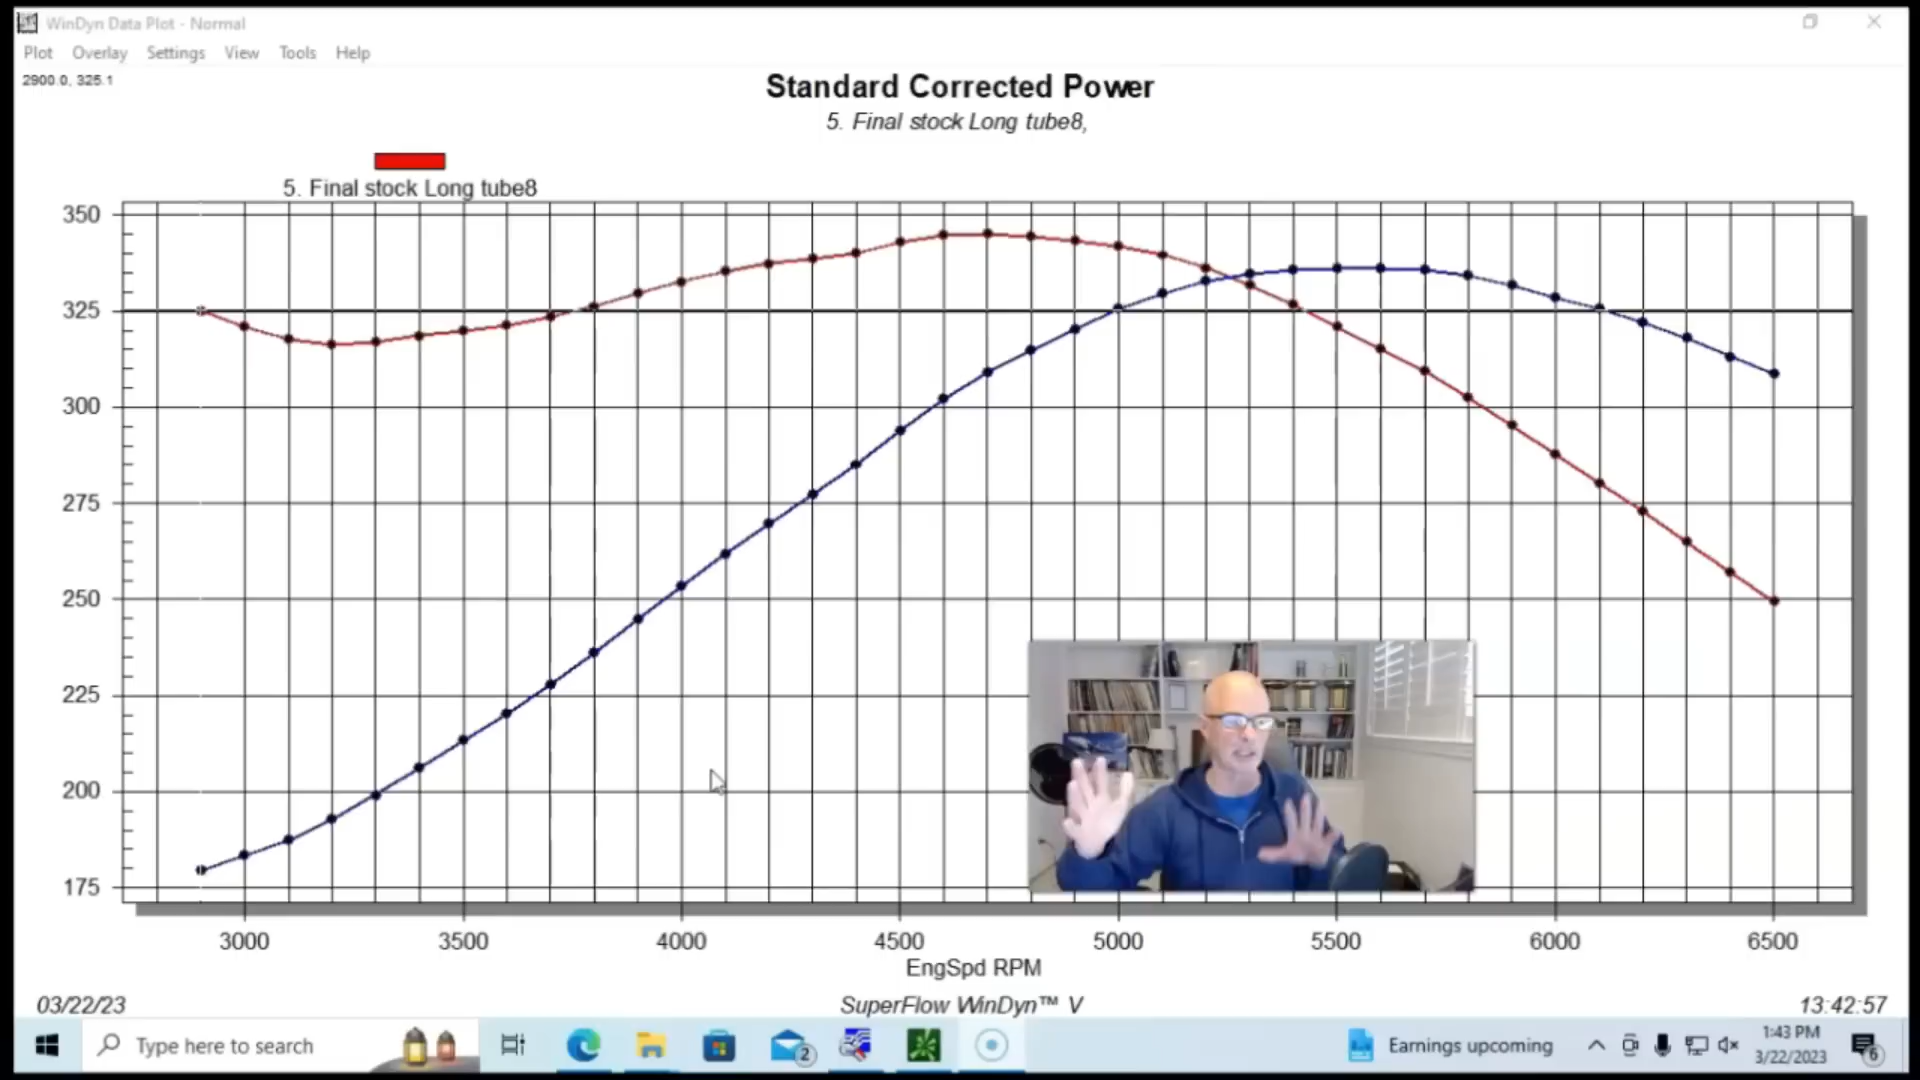 WinDyn Data Plot - Normal
Plot Overlay Settings View Tools Help
2900.0, 325.1
Standard Corrected Power
5. Final stock Long tube8,
5. Final stock Long tube8
350
325
300
275
250
225
200
175
3000 3500 4000 4500 5000 5500 6000 6500
EngSpd RPM
03/22/23 SuperFlow WinDyn™ V 13:42:57
Type here to search 2 Earnings upcoming 1:43 PM
3/22/2023 6